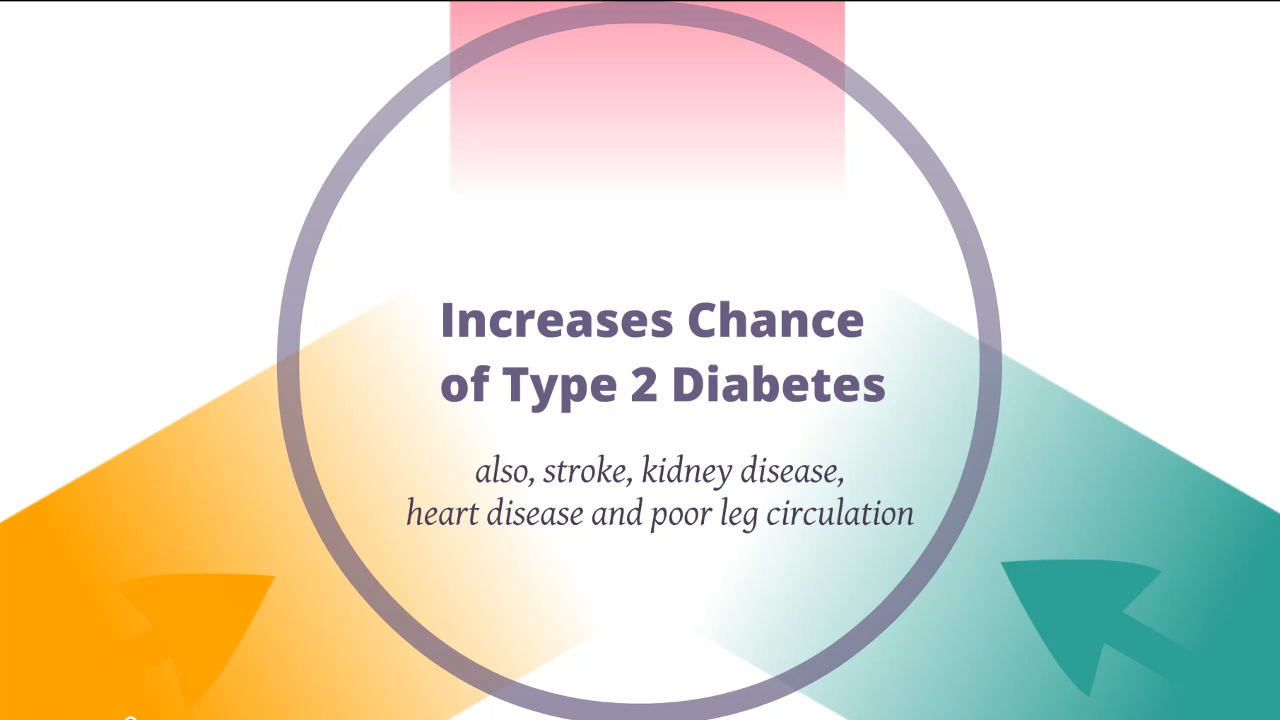 Increases Chance
of Type 2 Diabetes
also, stroke, kidney disease,
heart disease and poor leg circulation